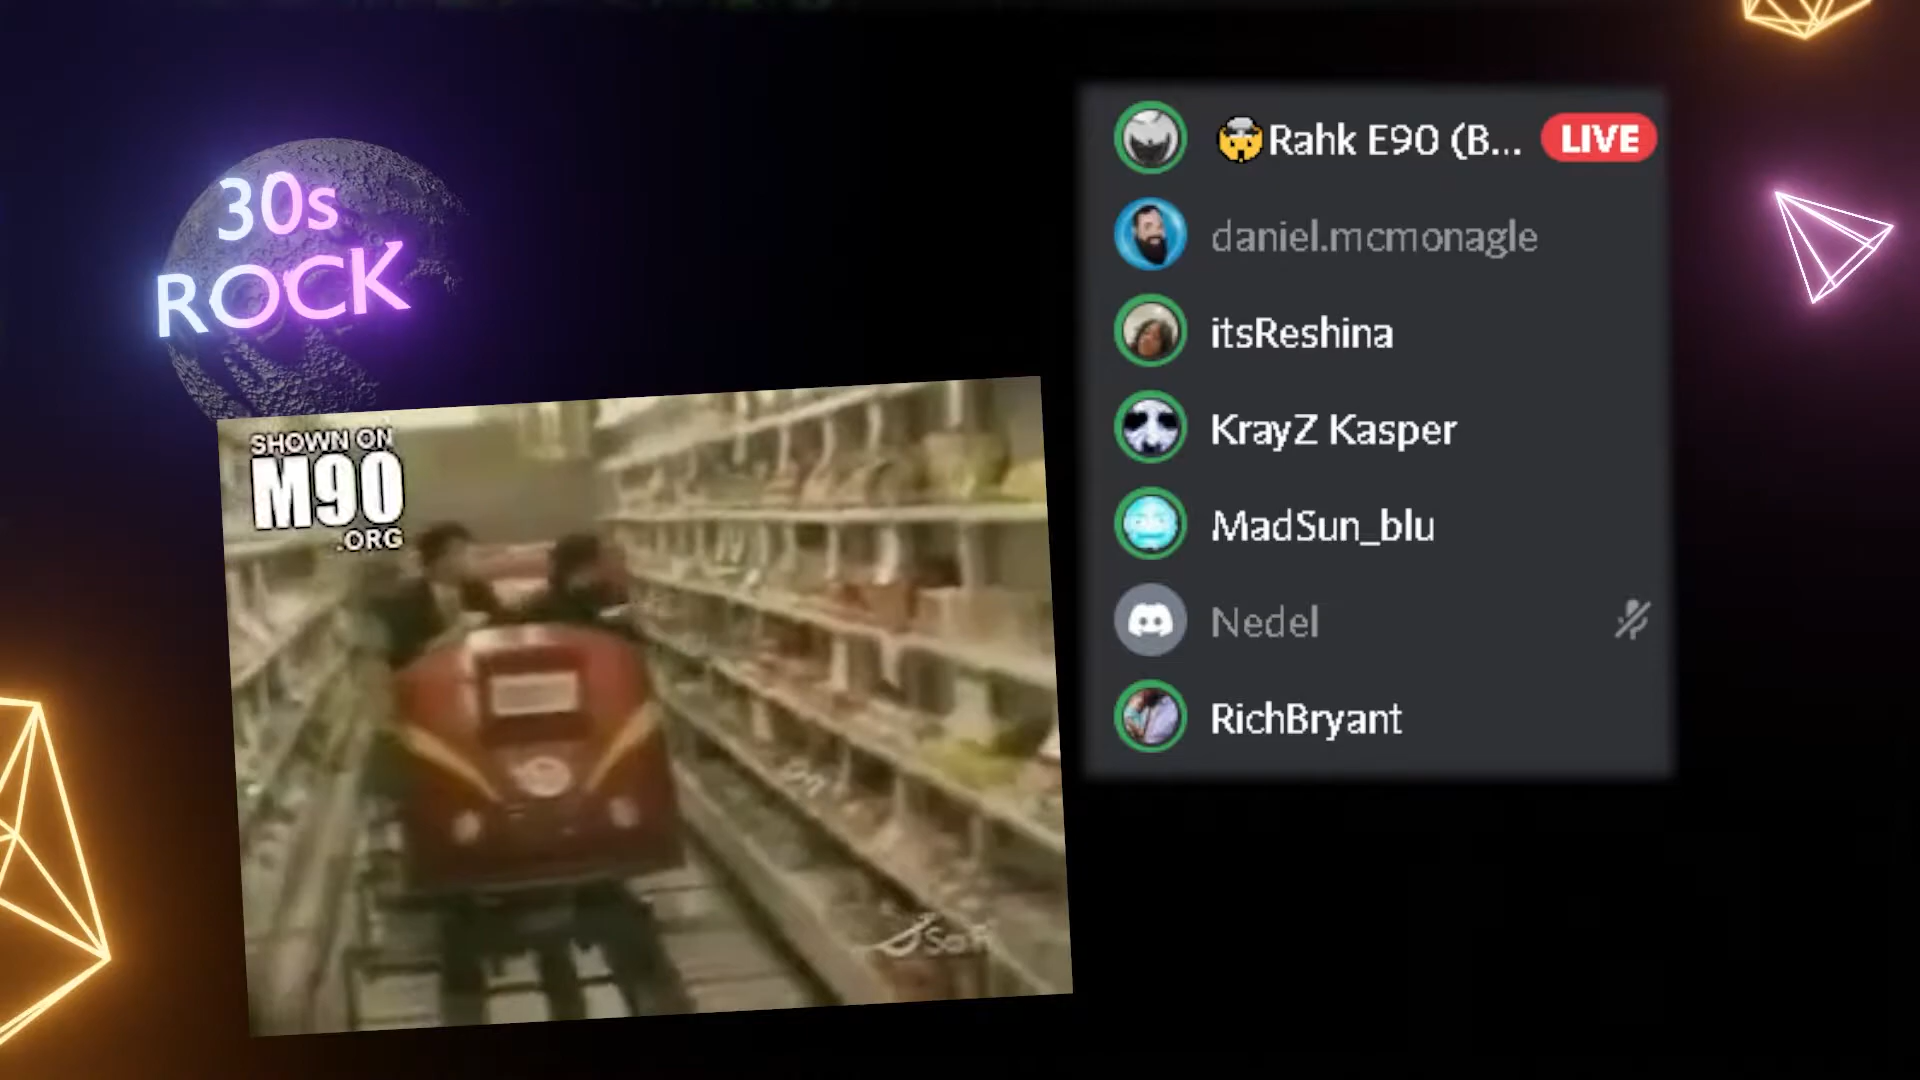 30s
ROCK
SHOWN ON
M90
.ORG
Rahk E90 (B... LIVE
daniel.mcmonagle
itsReshina
KrayZ Kasper
MadSun_blu
Nedel
RichBryant